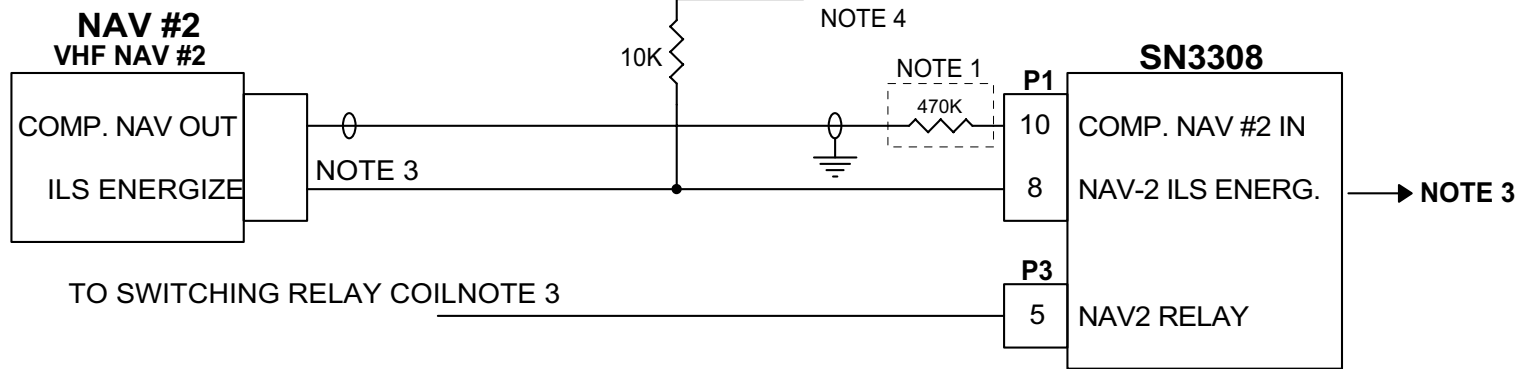 NOTE 4
NAV #2
VHF NAV #2
10K
SN3308
NOTE 1
P1
470K
COMP. NAV OUT
10
COMP. NAV #2 IN
NOTE 3
ILS ENERGIZE
8
NAV-2 ILS ENERG.
NOTE 3
P3
TO SWITCHING RELAY COILNOTE 3
5
NAV2 RELAY